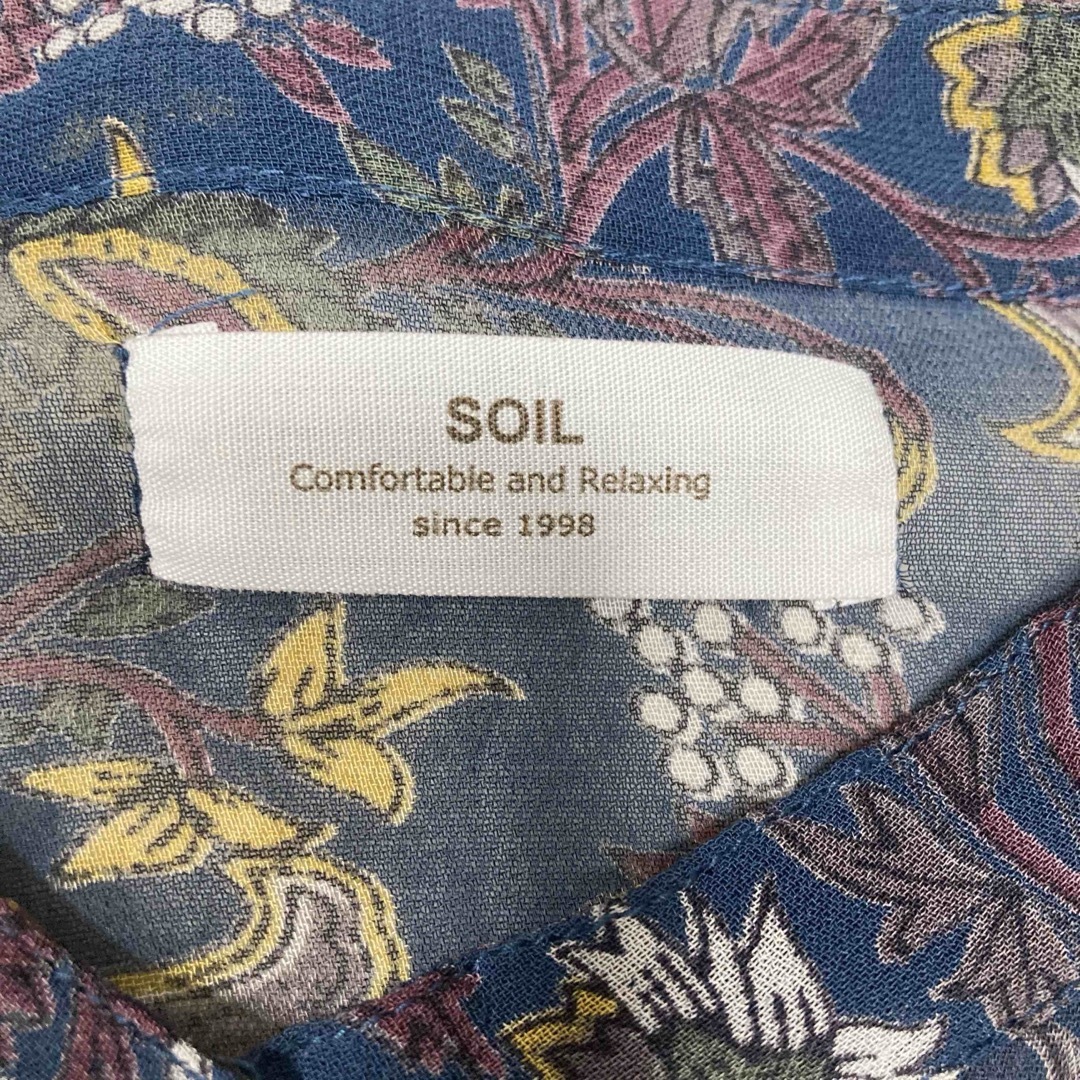 SOIL
Comfortable and Relaxing
since 1998